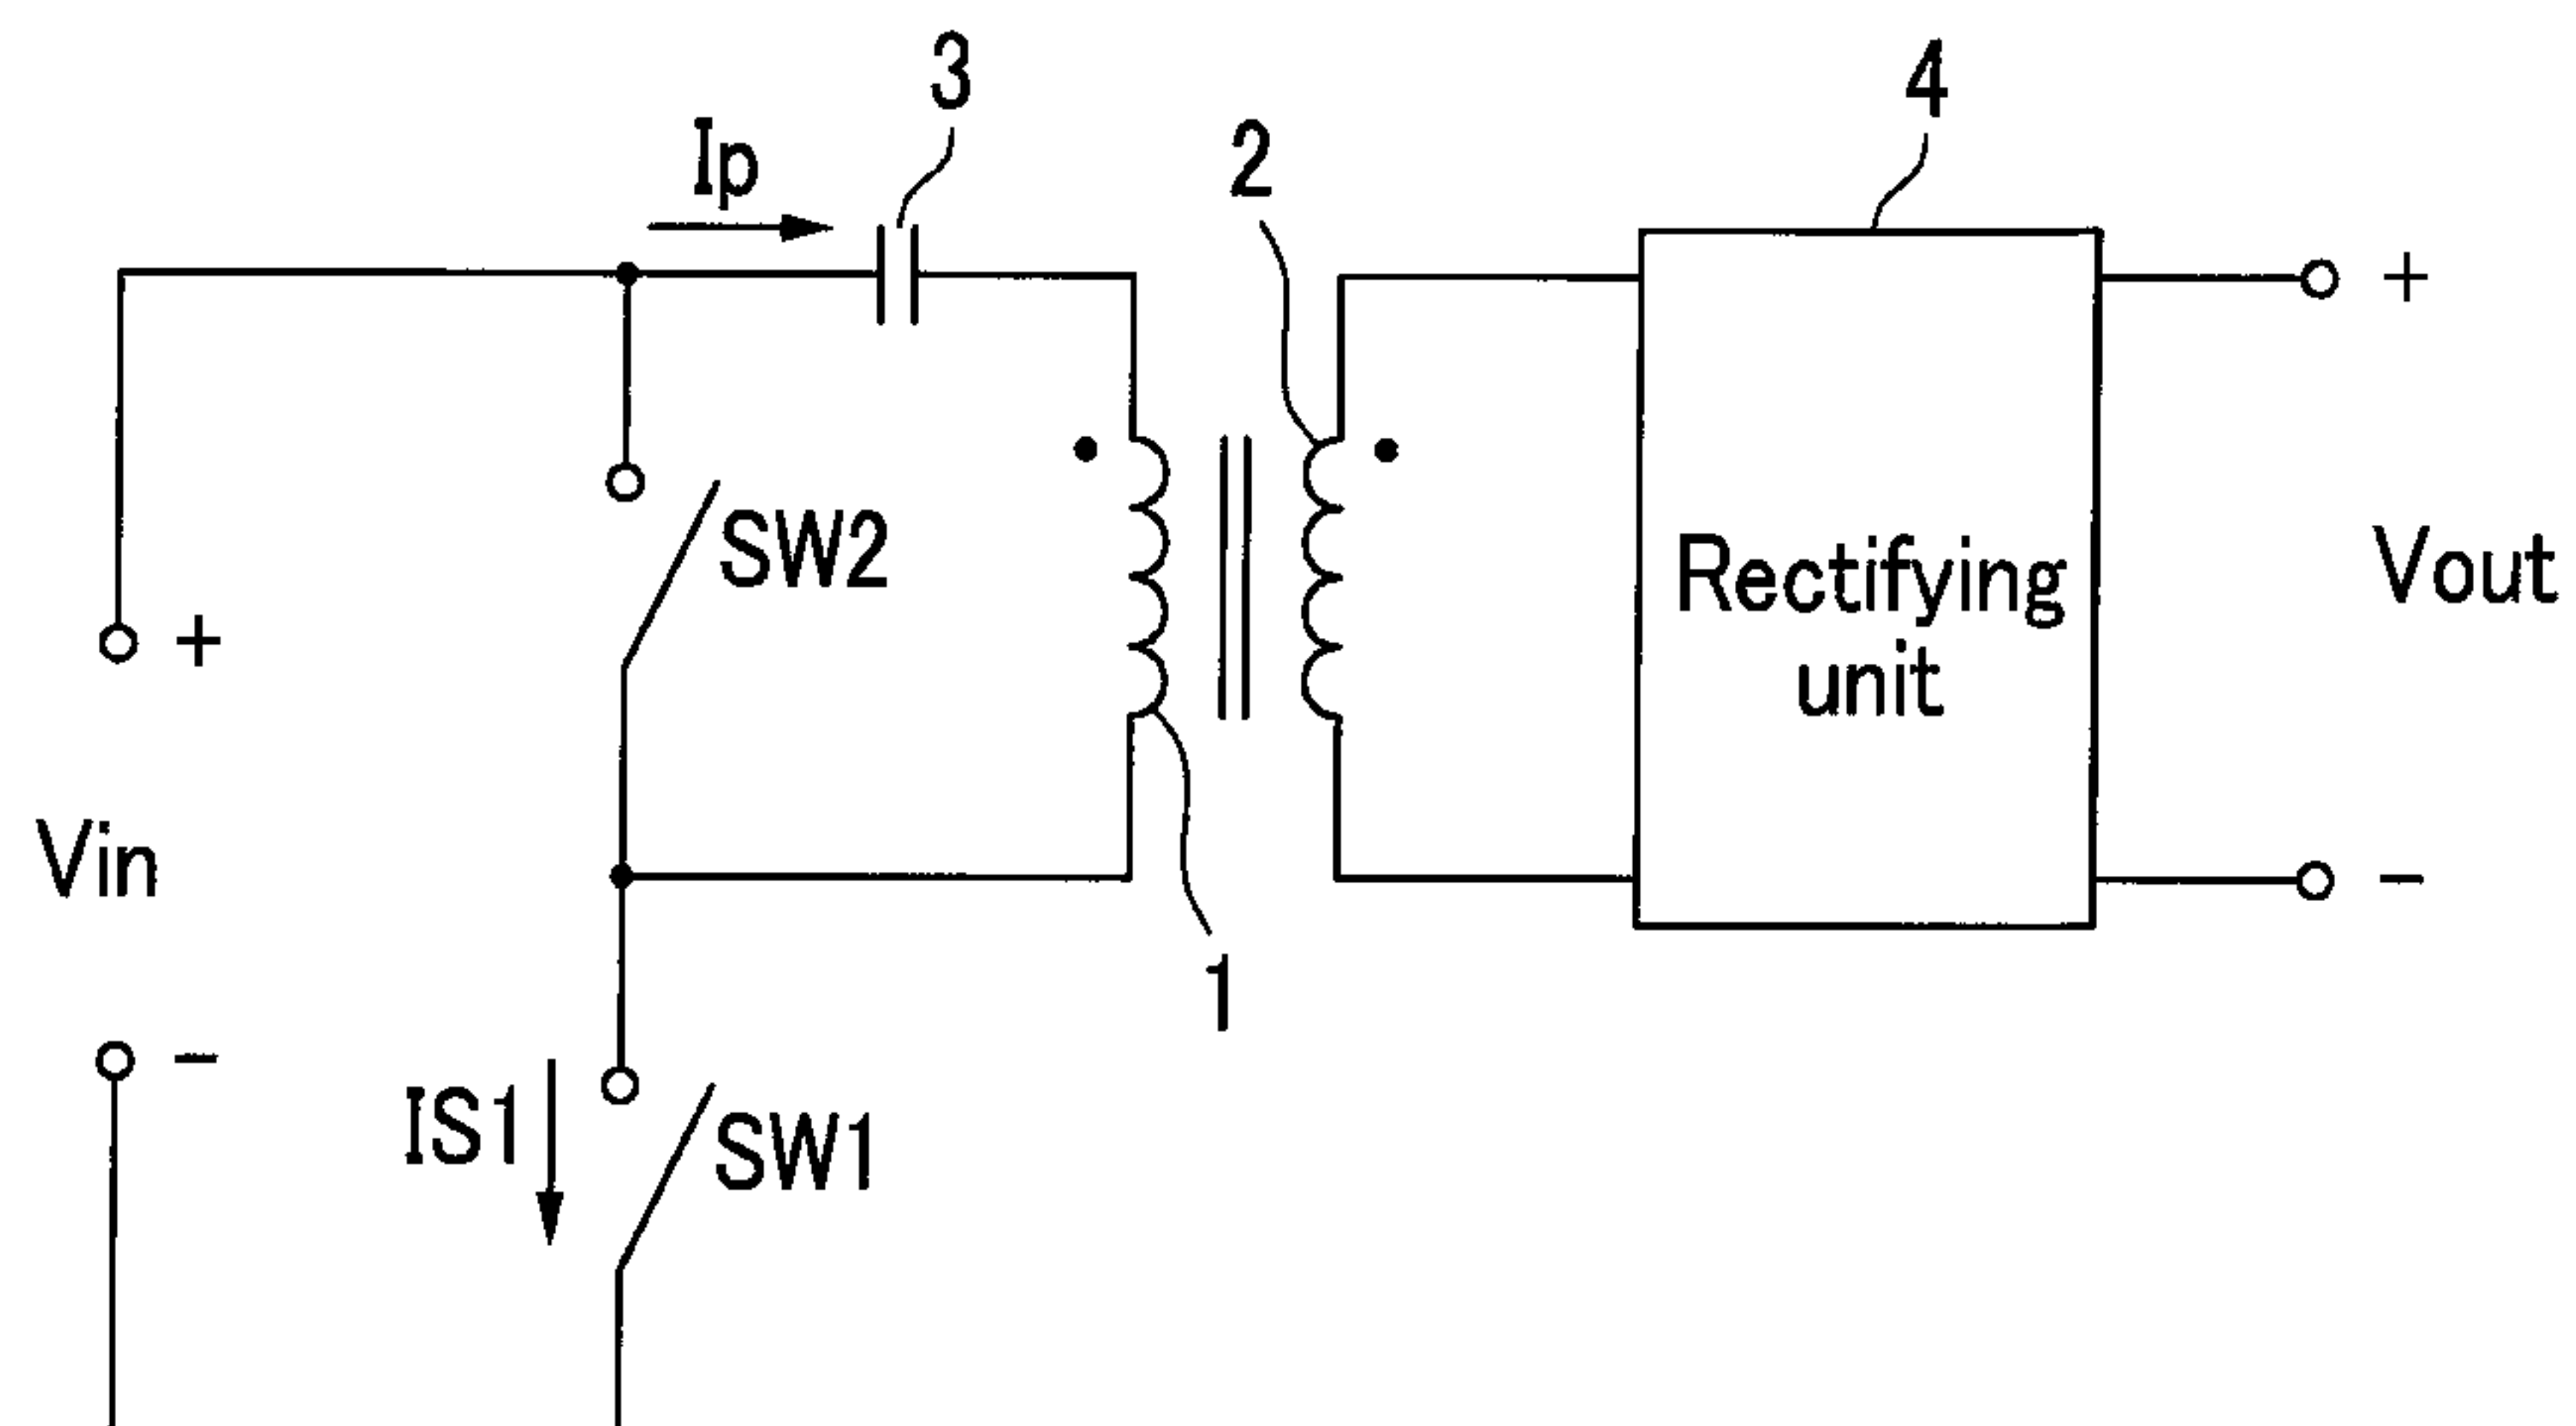 3
4
Ip
2
+
SW2
Rectifying
unit
Vout
+
Vin
-
1
-
IS1
SW1